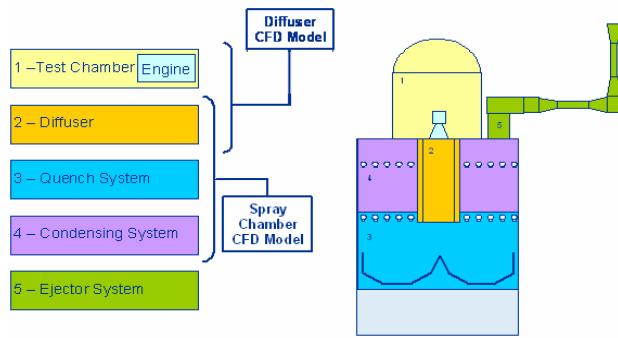 Diffuser
CFD Model
1 –Test Chamber
Engine
2 – Diffuser
3 – Quench System
4 – Condensing System
5 – Ejector System
Spray
Chamber
CFD Model
1
5
2
4
3